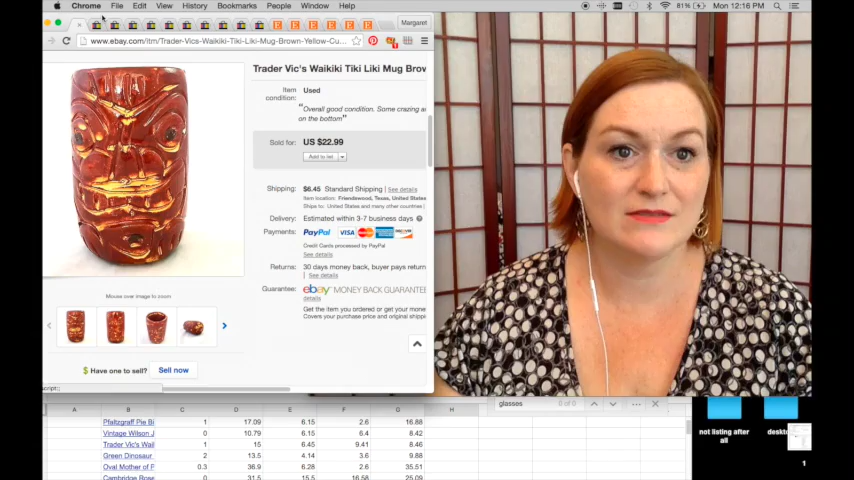 Chrome File Edit View History Bookmarks People Window Help 81% Mon 12:16 PM
Margaret
www.ebay.com/itm/Trader-Vics-Waikiki-Tiki-Liki-Mug-Brown-Yellow-Cu...
Trader Vic's Waikiki Tiki Liki Mug Brov
Item condition: Used
"Overall good condition. Some crazing a
on the bottom"
Sold for: US $22.99
Add to list
Shipping: $6.45 Standard Shipping | See details
Item location: Friendswood, Texas, United States
Ships to: United States and many other countries
Delivery: Estimated within 3-7 business days
Payments: PayPal VISA MasterCard DISCOVER
Credit Cards processed by PayPal
See details
Returns: 30 days money back, buyer pays return
| See details
Guarantee: ebay MONEY BACK GUARANTEE
details
Get the item you ordered or get your mone
Covers your purchase price and original shippi
Mouse over image to zoom
$ Have one to sell? Sell now
script:;
glasses 0 of 0
A B C D E F G H
Pfaltzgraff Pie Bi 1 17.09 6.15 2.6 16.88
Vintage Wilson J 0 10.79 6.15 6.4 8.42
Trader Vic's Wail 1 15 6.45 9.41 8.46
Green Dinosaur 2 13.5 4.14 3.6 9.88
Oval Mother of P 0.3 36.9 6.28 2.6 35.51
Cambridge Rose 0 31.5 15.5 16.58 25.09
not listing after
all
deskto
1